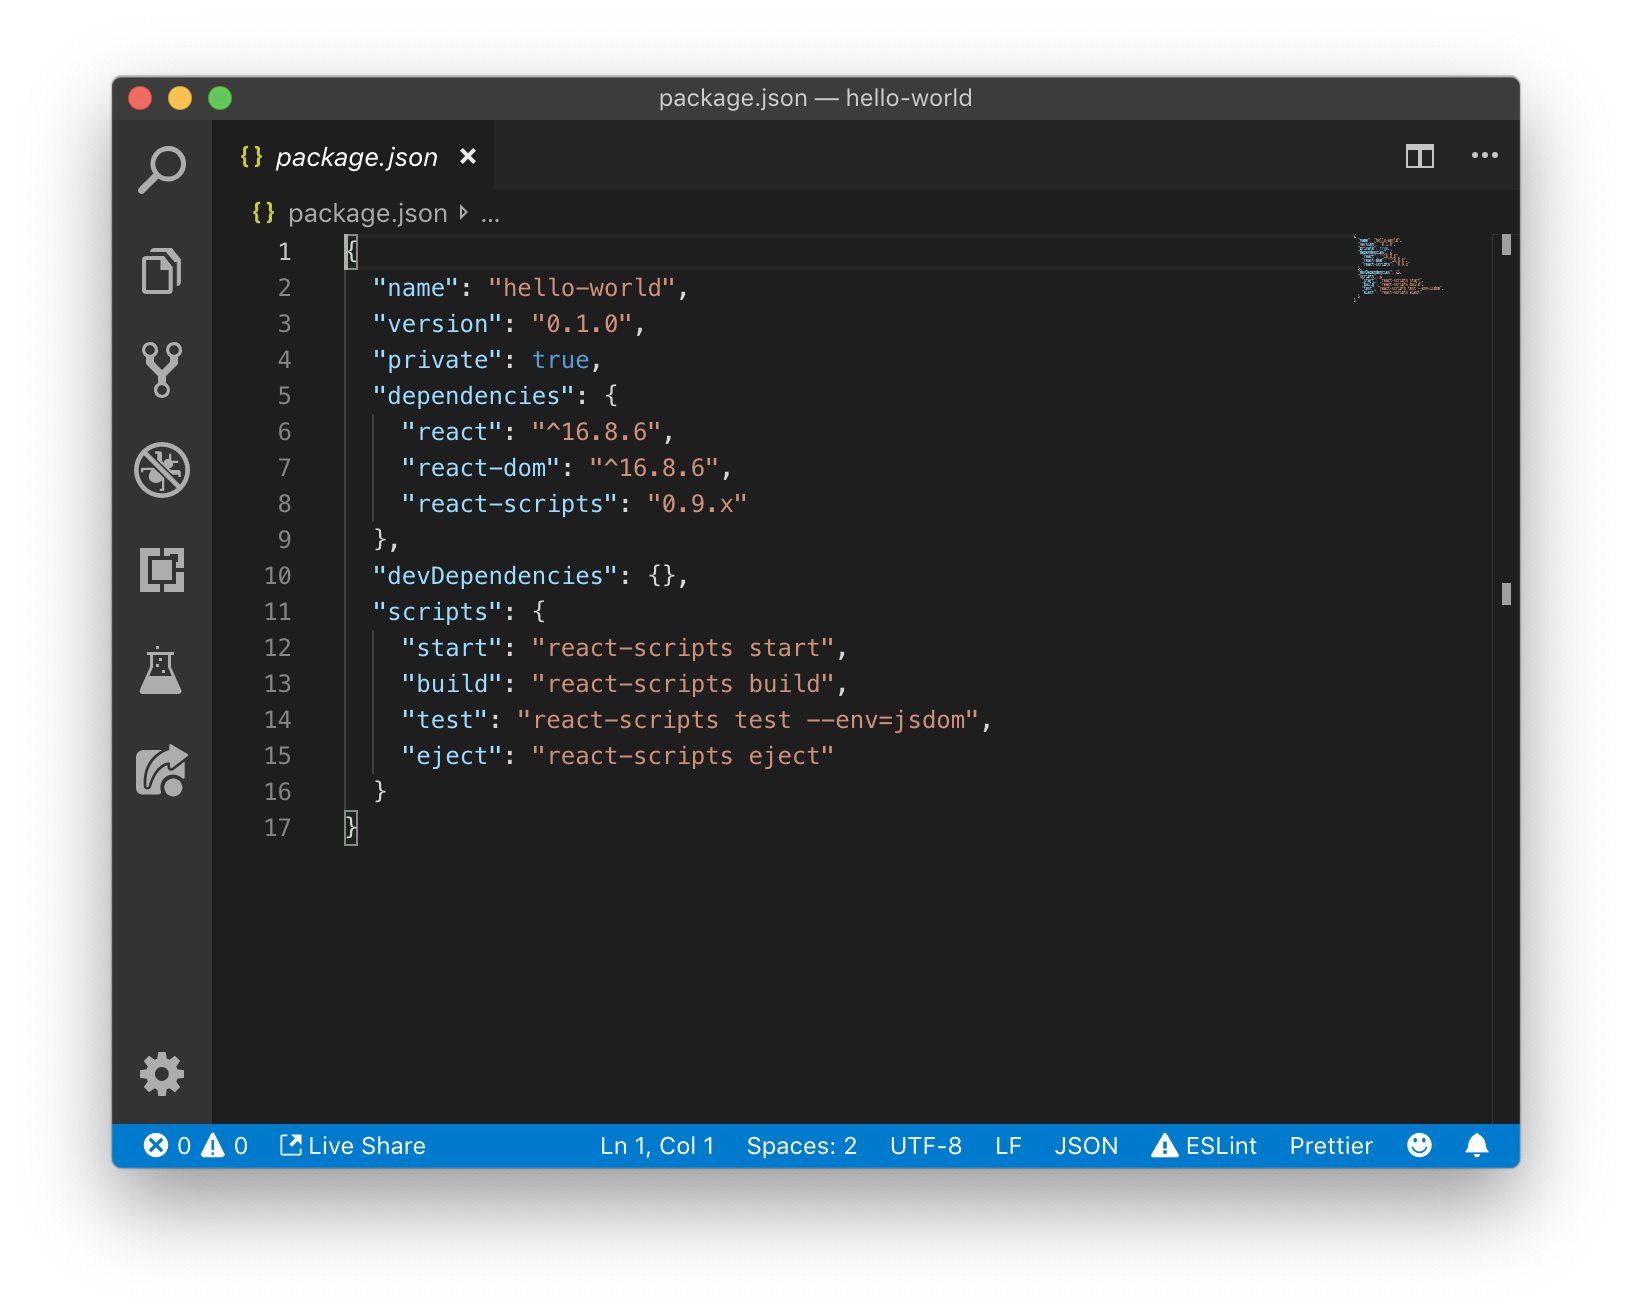 package.json — hello-world
{} package.json ×
{} package.json ...
1 {
2 "name": "hello-world",
3 "version": "0.1.0",
4 "private": true,
5 "dependencies": {
6 "react": "^16.8.6",
7 "react-dom": "^16.8.6",
8 "react-scripts": "0.9.x"
9 },
10 "devDependencies": {},
11 "scripts": {
12 "start": "react-scripts start",
13 "build": "react-scripts build",
14 "test": "react-scripts test --env=jsdom",
15 "eject": "react-scripts eject"
16 }
17 }
0 0 Live Share Ln 1, Col 1 Spaces: 2 UTF-8 LF JSON ESLint Prettier